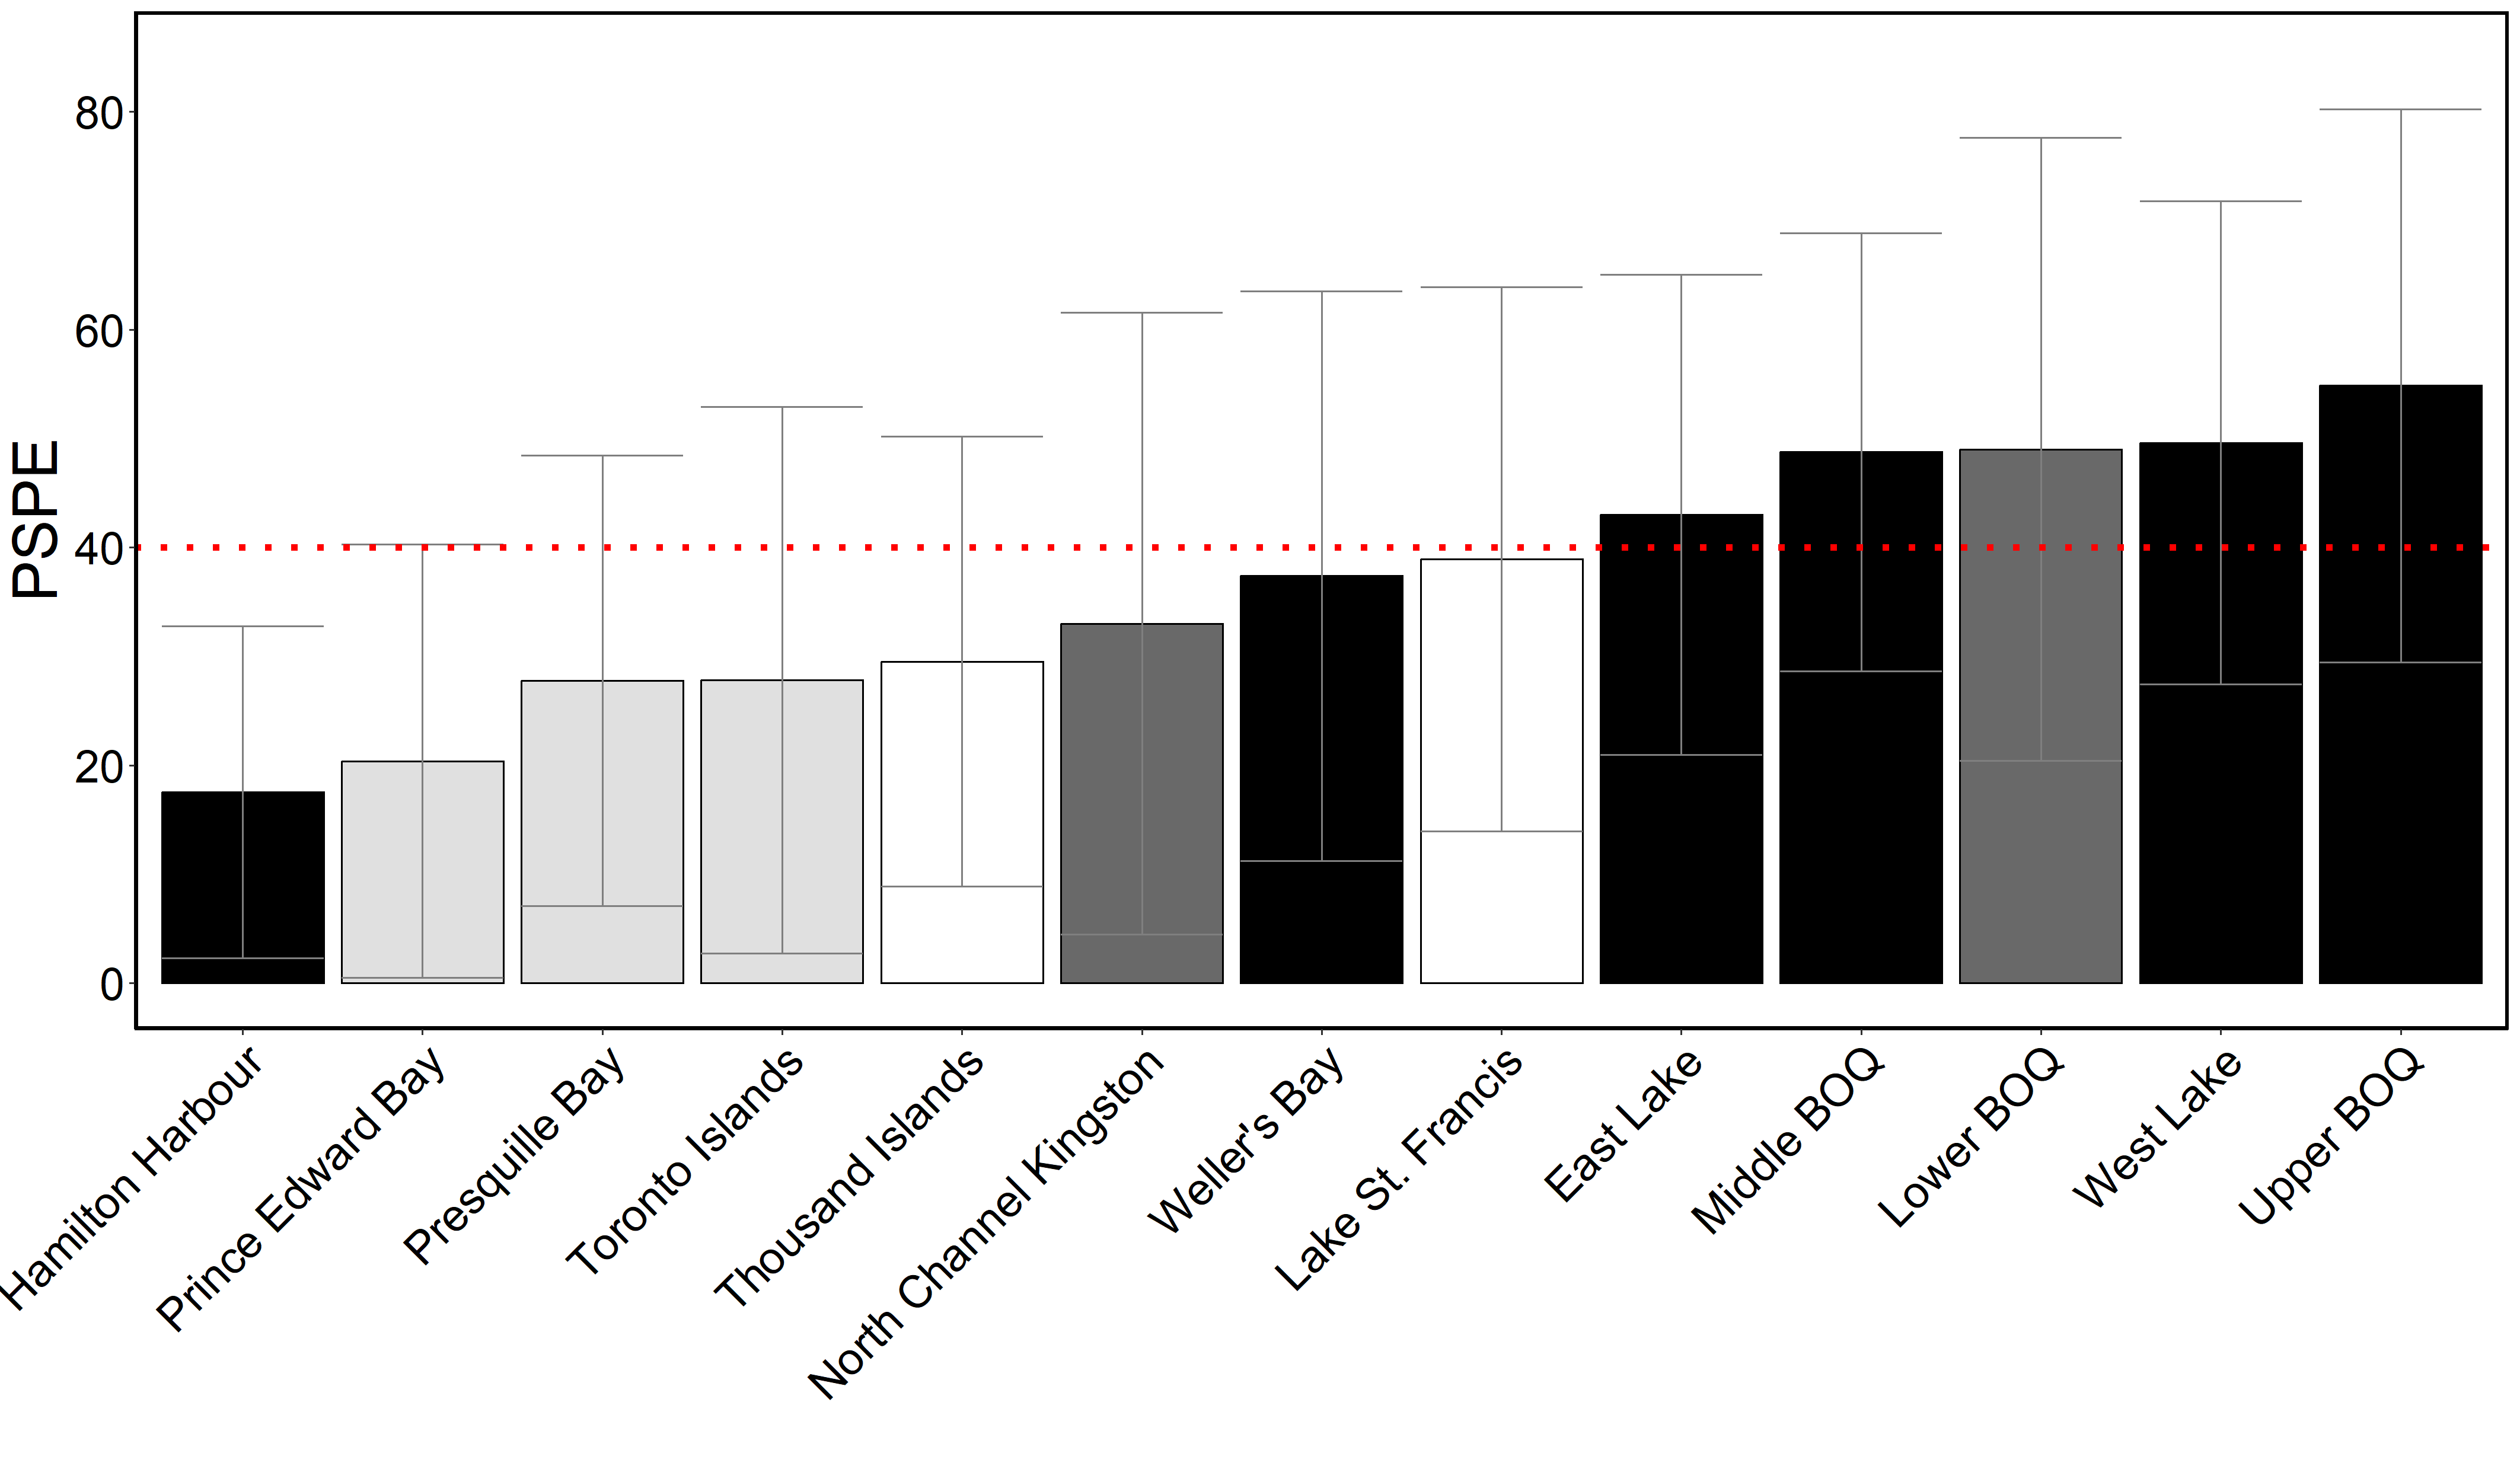 PSPE
80
60
40
20
0
Hamilton Harbour
Prince Edward Bay
Presquille Bay
Toronto Islands
Thousand Islands
North Channel Kingston
Weller's Bay
Lake St. Francis
East Lake
Middle BOQ
Lower BOQ
West Lake
Upper BOQ